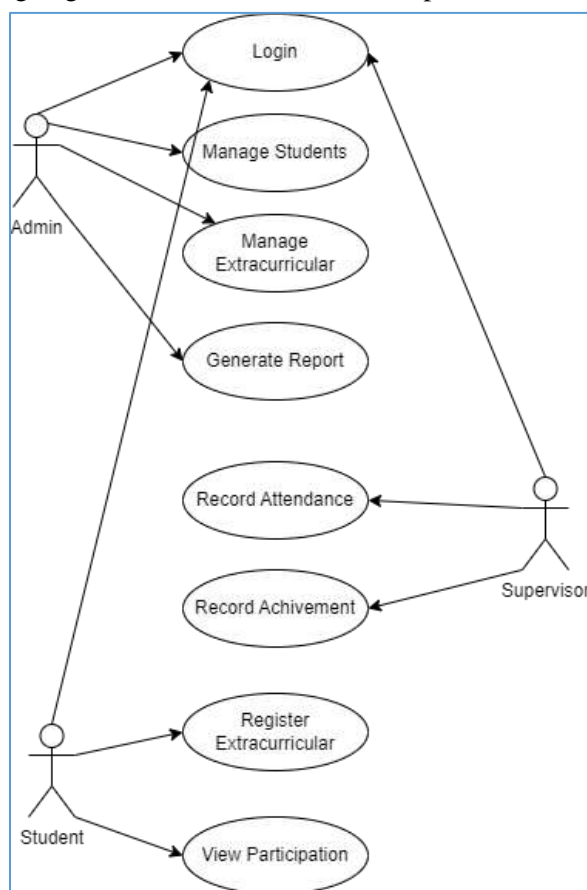 Login
Manage Students
Admin
Manage
Extracurricular
Generate Report
Record Attendance
Supervisor
Record Achivement
Register
Extracurricular
Student
View Participation